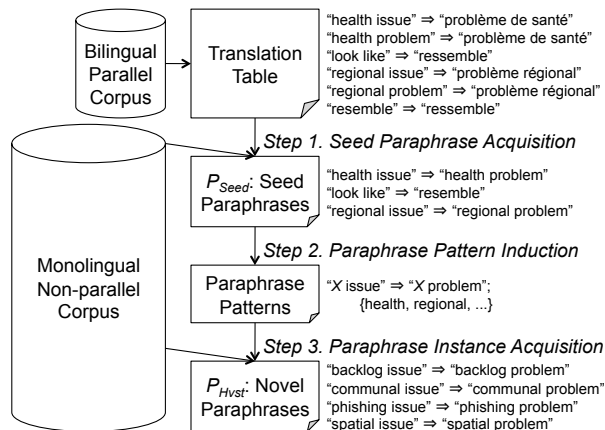 Bilingual
Parallel
Corpus
Translation
Table
“health issue” ⇒ “problème de santé”
“health problem” ⇒ “problème de santé”
“look like” ⇒ “ressemble”
“regional issue” ⇒ “problème régional”
“regional problem” ⇒ “problème régional”
“resemble” ⇒ “ressemble”
Step 1. Seed Paraphrase Acquisition
PSeed: Seed
Paraphrases
“health issue” ⇒ “health problem”
“look like” ⇒ “resemble”
“regional issue” ⇒ “regional problem”
Step 2. Paraphrase Pattern Induction
Monolingual
Non-parallel
Corpus
Paraphrase
Patterns
“X issue” ⇒ “X problem”;
{health, regional, ...}
Step 3. Paraphrase Instance Acquisition
PHvst: Novel
Paraphrases
“backlog issue” ⇒ “backlog problem”
“communal issue” ⇒ “communal problem”
“phishing issue” ⇒ “phishing problem”
“spatial issue” ⇒ “spatial problem”